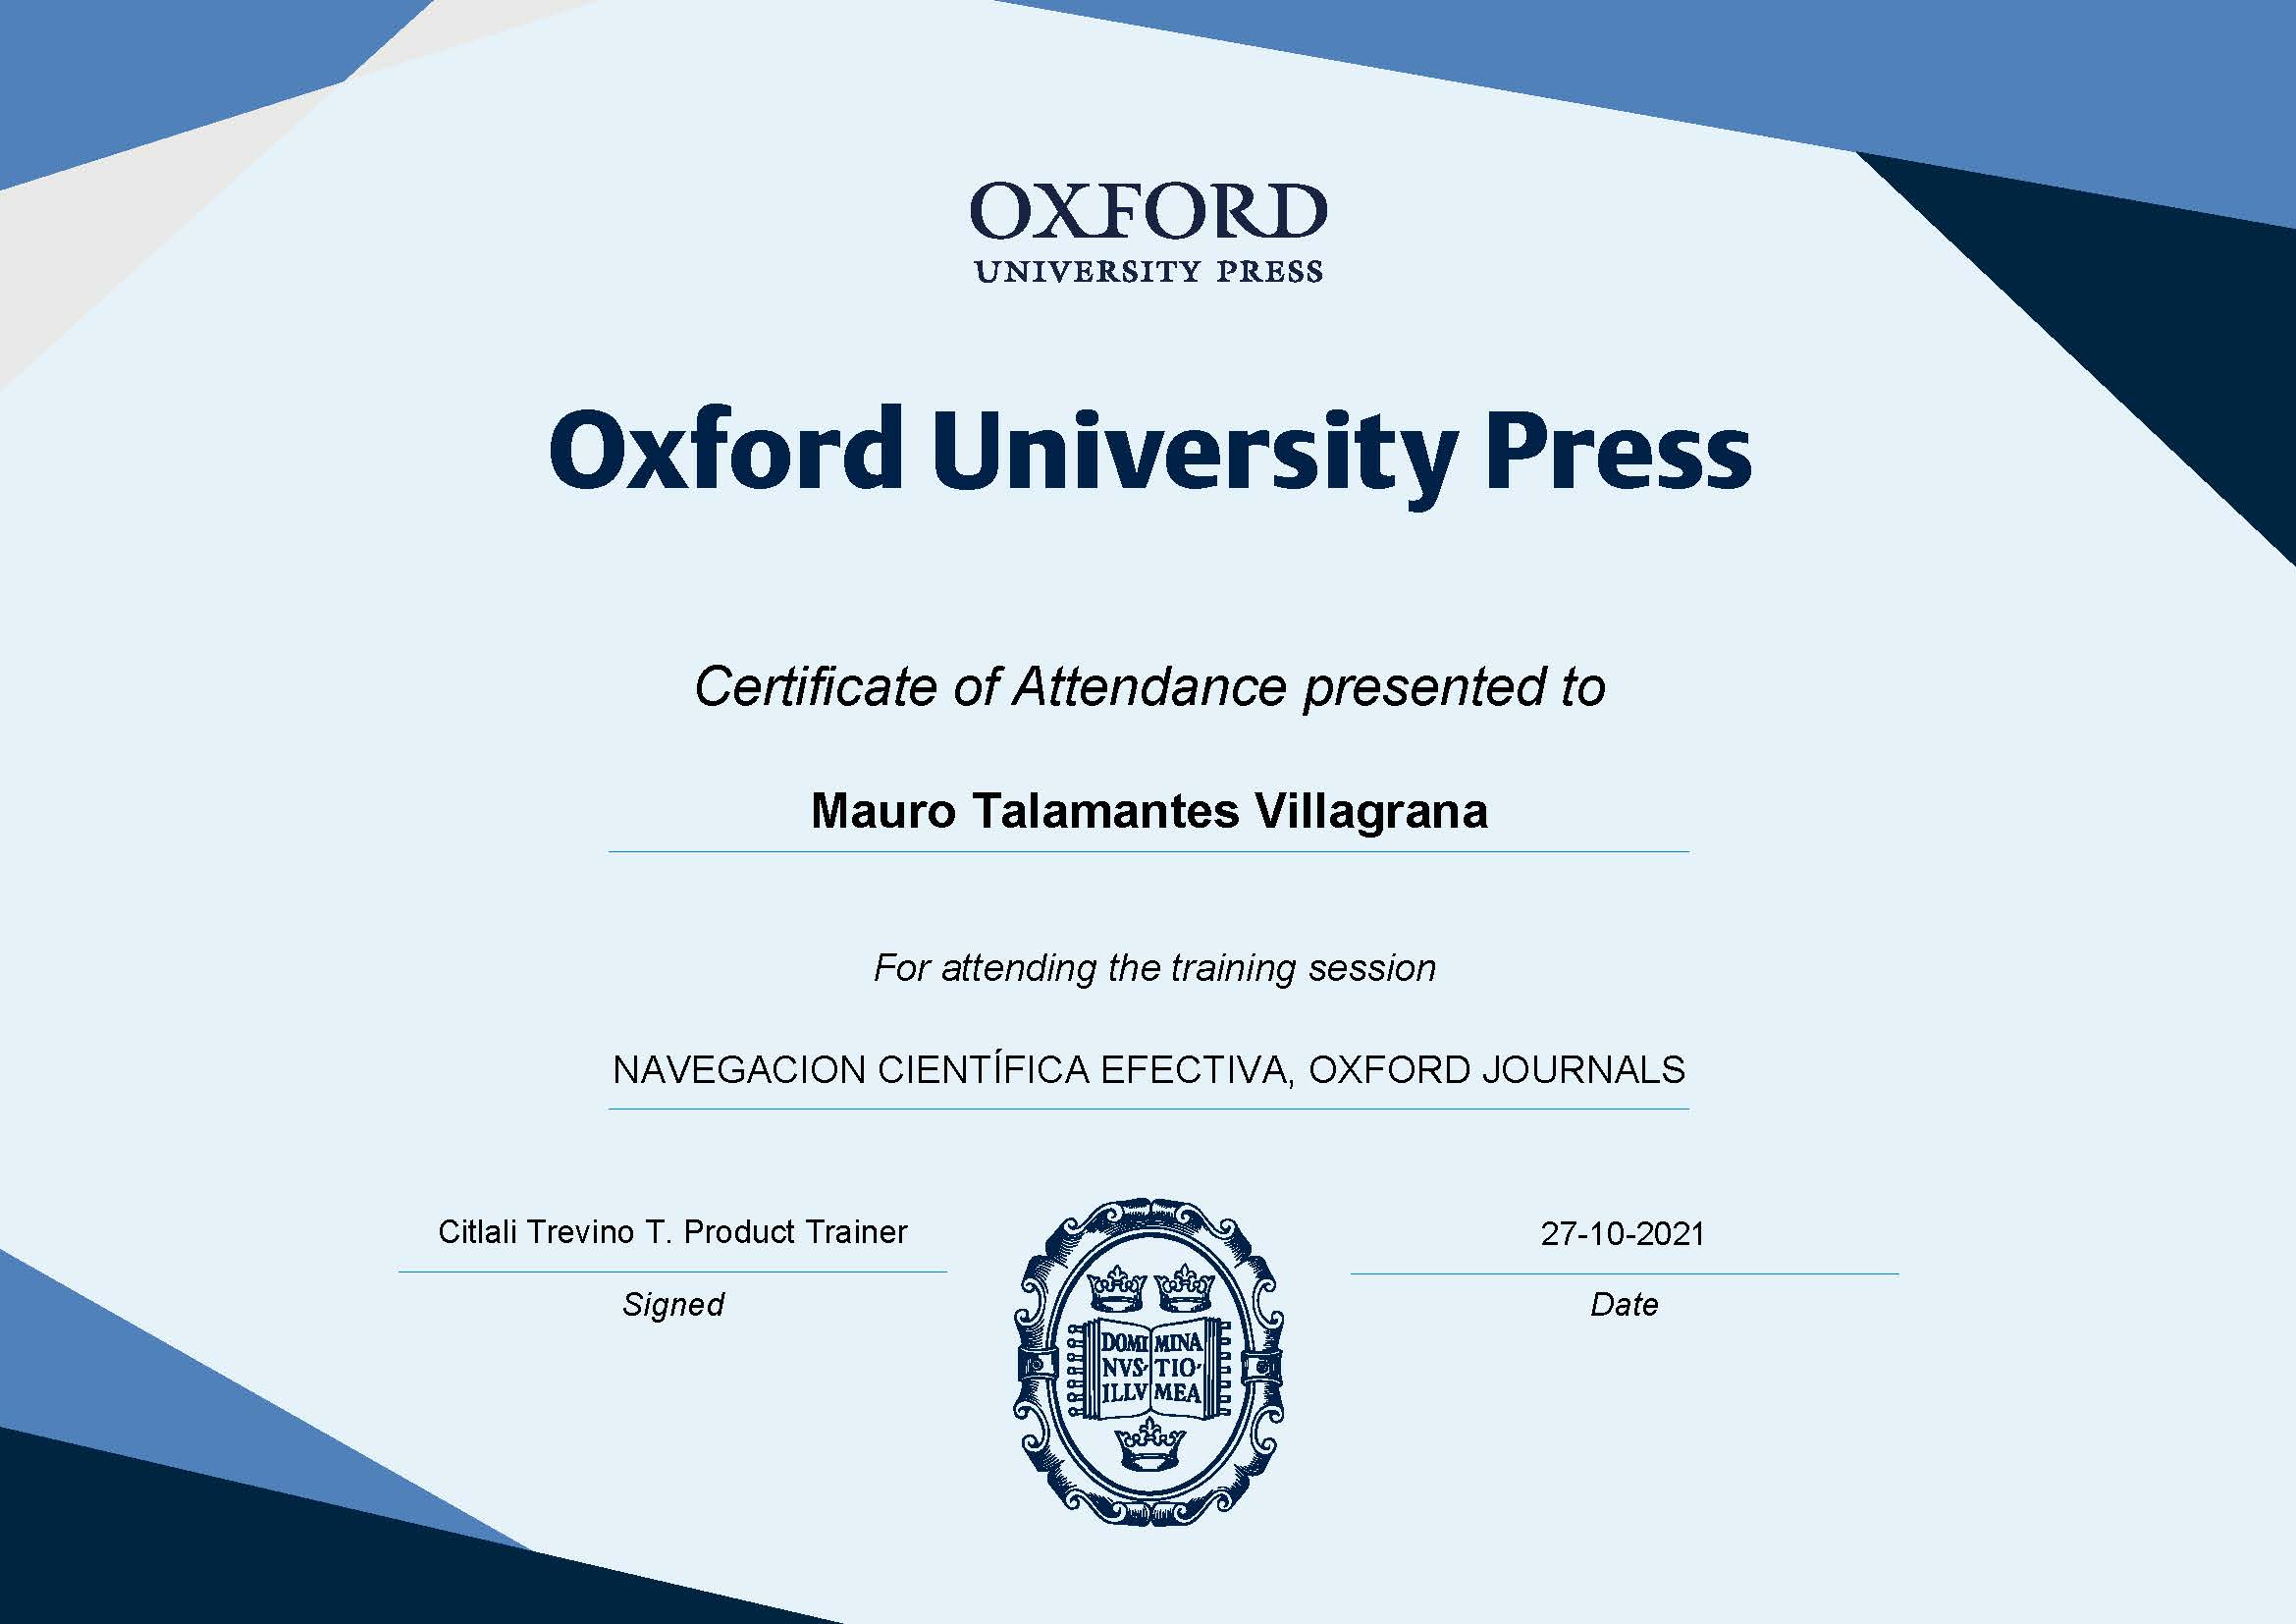 OXFORD
UNIVERSITY PRESS
Oxford University Press
Certificate of Attendance presented to
Mauro Talamantes Villagrana
For attending the training session
NAVEGACION CIENTÍFICA EFECTIVA, OXFORD JOURNALS
Citlali Trevino T. Product Trainer
Signed
27-10-2021
Date
DOMI MINA
NVS· TIO·
ILLV MEA